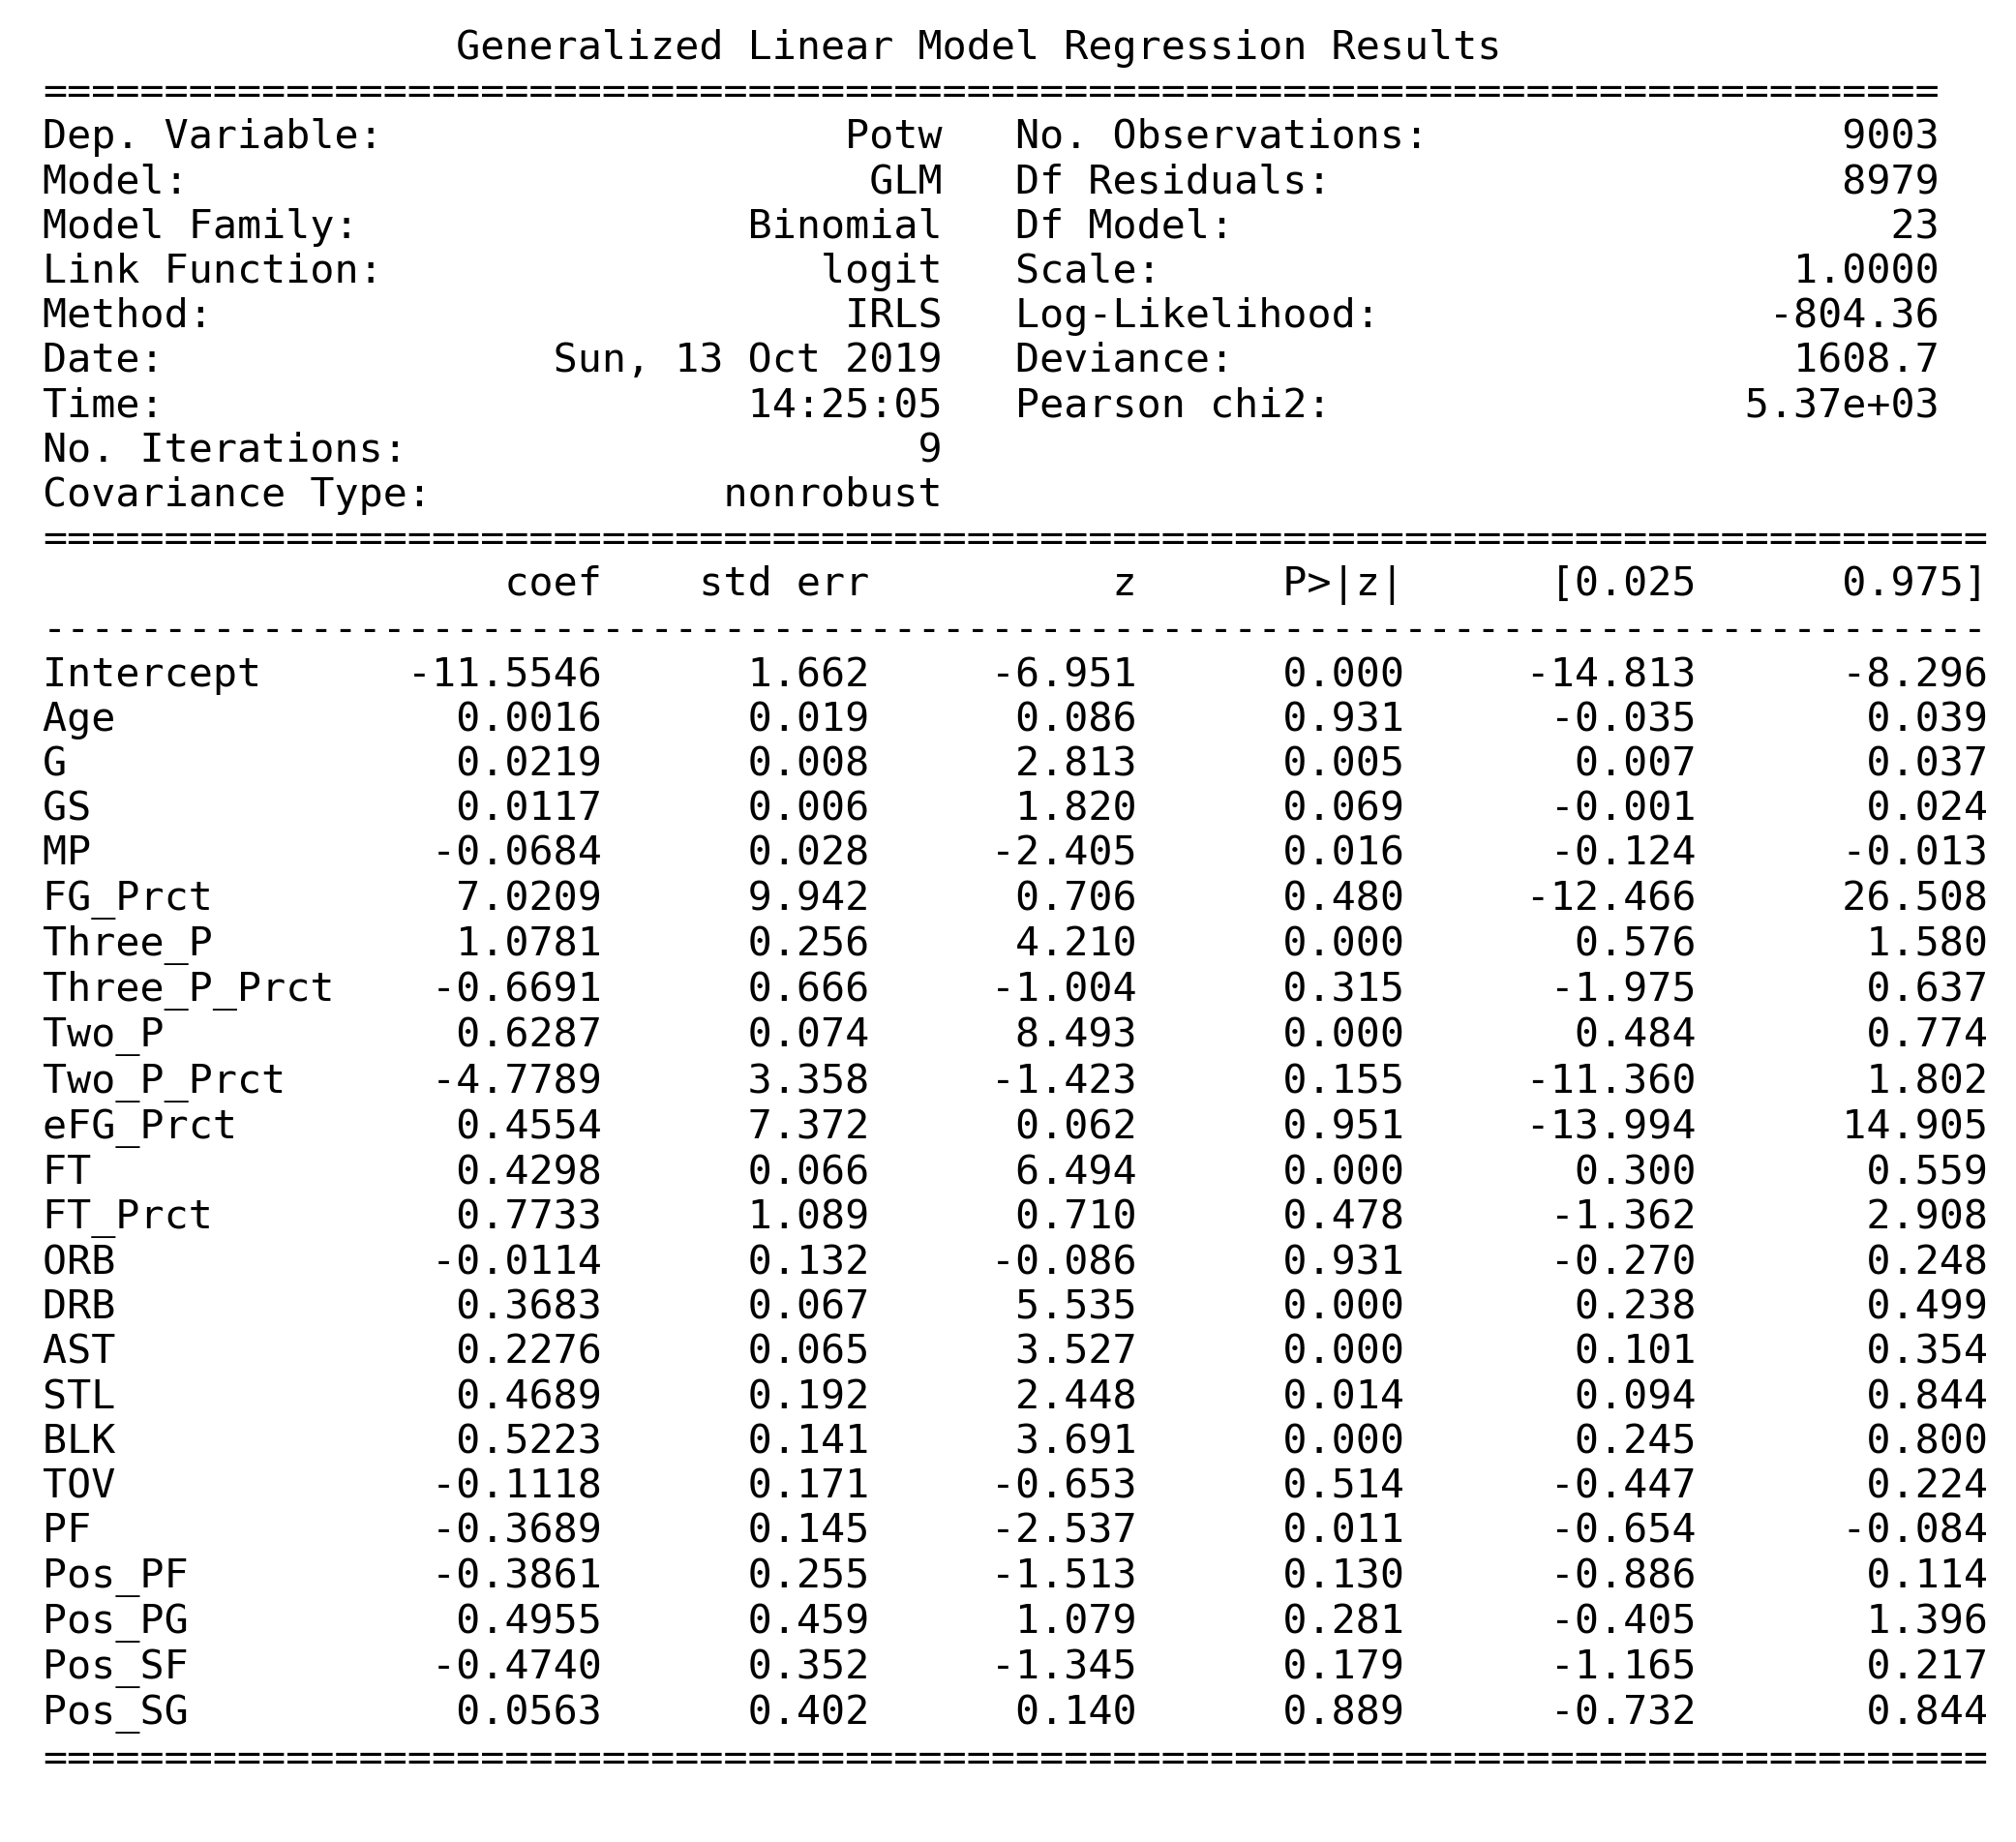 Generalized Linear Model Regression Results
==============================================================================
Dep. Variable:                   Potw   No. Observations:                 9003
Model:                            GLM   Df Residuals:                     8979
Model Family:                Binomial   Df Model:                           23
Link Function:                  logit   Scale:                          1.0000
Method:                          IRLS   Log-Likelihood:                -804.36
Date:                Sun, 13 Oct 2019   Deviance:                       1608.7
Time:                        14:25:05   Pearson chi2:                 5.37e+03
No. Iterations:                     9
Covariance Type:            nonrobust
================================================================================
                   coef    std err          z      P>|z|      [0.025      0.975]
--------------------------------------------------------------------------------
Intercept      -11.5546      1.662     -6.951      0.000     -14.813      -8.296
Age              0.0016      0.019      0.086      0.931      -0.035       0.039
G                0.0219      0.008      2.813      0.005       0.007       0.037
GS               0.0117      0.006      1.820      0.069      -0.001       0.024
MP              -0.0684      0.028     -2.405      0.016      -0.124      -0.013
FG_Prct          7.0209      9.942      0.706      0.480     -12.466      26.508
Three_P          1.0781      0.256      4.210      0.000       0.576       1.580
Three_P_Prct    -0.6691      0.666     -1.004      0.315      -1.975       0.637
Two_P            0.6287      0.074      8.493      0.000       0.484       0.774
Two_P_Prct      -4.7789      3.358     -1.423      0.155     -11.360       1.802
eFG_Prct         0.4554      7.372      0.062      0.951     -13.994      14.905
FT               0.4298      0.066      6.494      0.000       0.300       0.559
FT_Prct          0.7733      1.089      0.710      0.478      -1.362       2.908
ORB             -0.0114      0.132     -0.086      0.931      -0.270       0.248
DRB              0.3683      0.067      5.535      0.000       0.238       0.499
AST              0.2276      0.065      3.527      0.000       0.101       0.354
STL              0.4689      0.192      2.448      0.014       0.094       0.844
BLK              0.5223      0.141      3.691      0.000       0.245       0.800
TOV             -0.1118      0.171     -0.653      0.514      -0.447       0.224
PF              -0.3689      0.145     -2.537      0.011      -0.654      -0.084
Pos_PF          -0.3861      0.255     -1.513      0.130      -0.886       0.114
Pos_PG           0.4955      0.459      1.079      0.281      -0.405       1.396
Pos_SF          -0.4740      0.352     -1.345      0.179      -1.165       0.217
Pos_SG           0.0563      0.402      0.140      0.889      -0.732       0.844
================================================================================